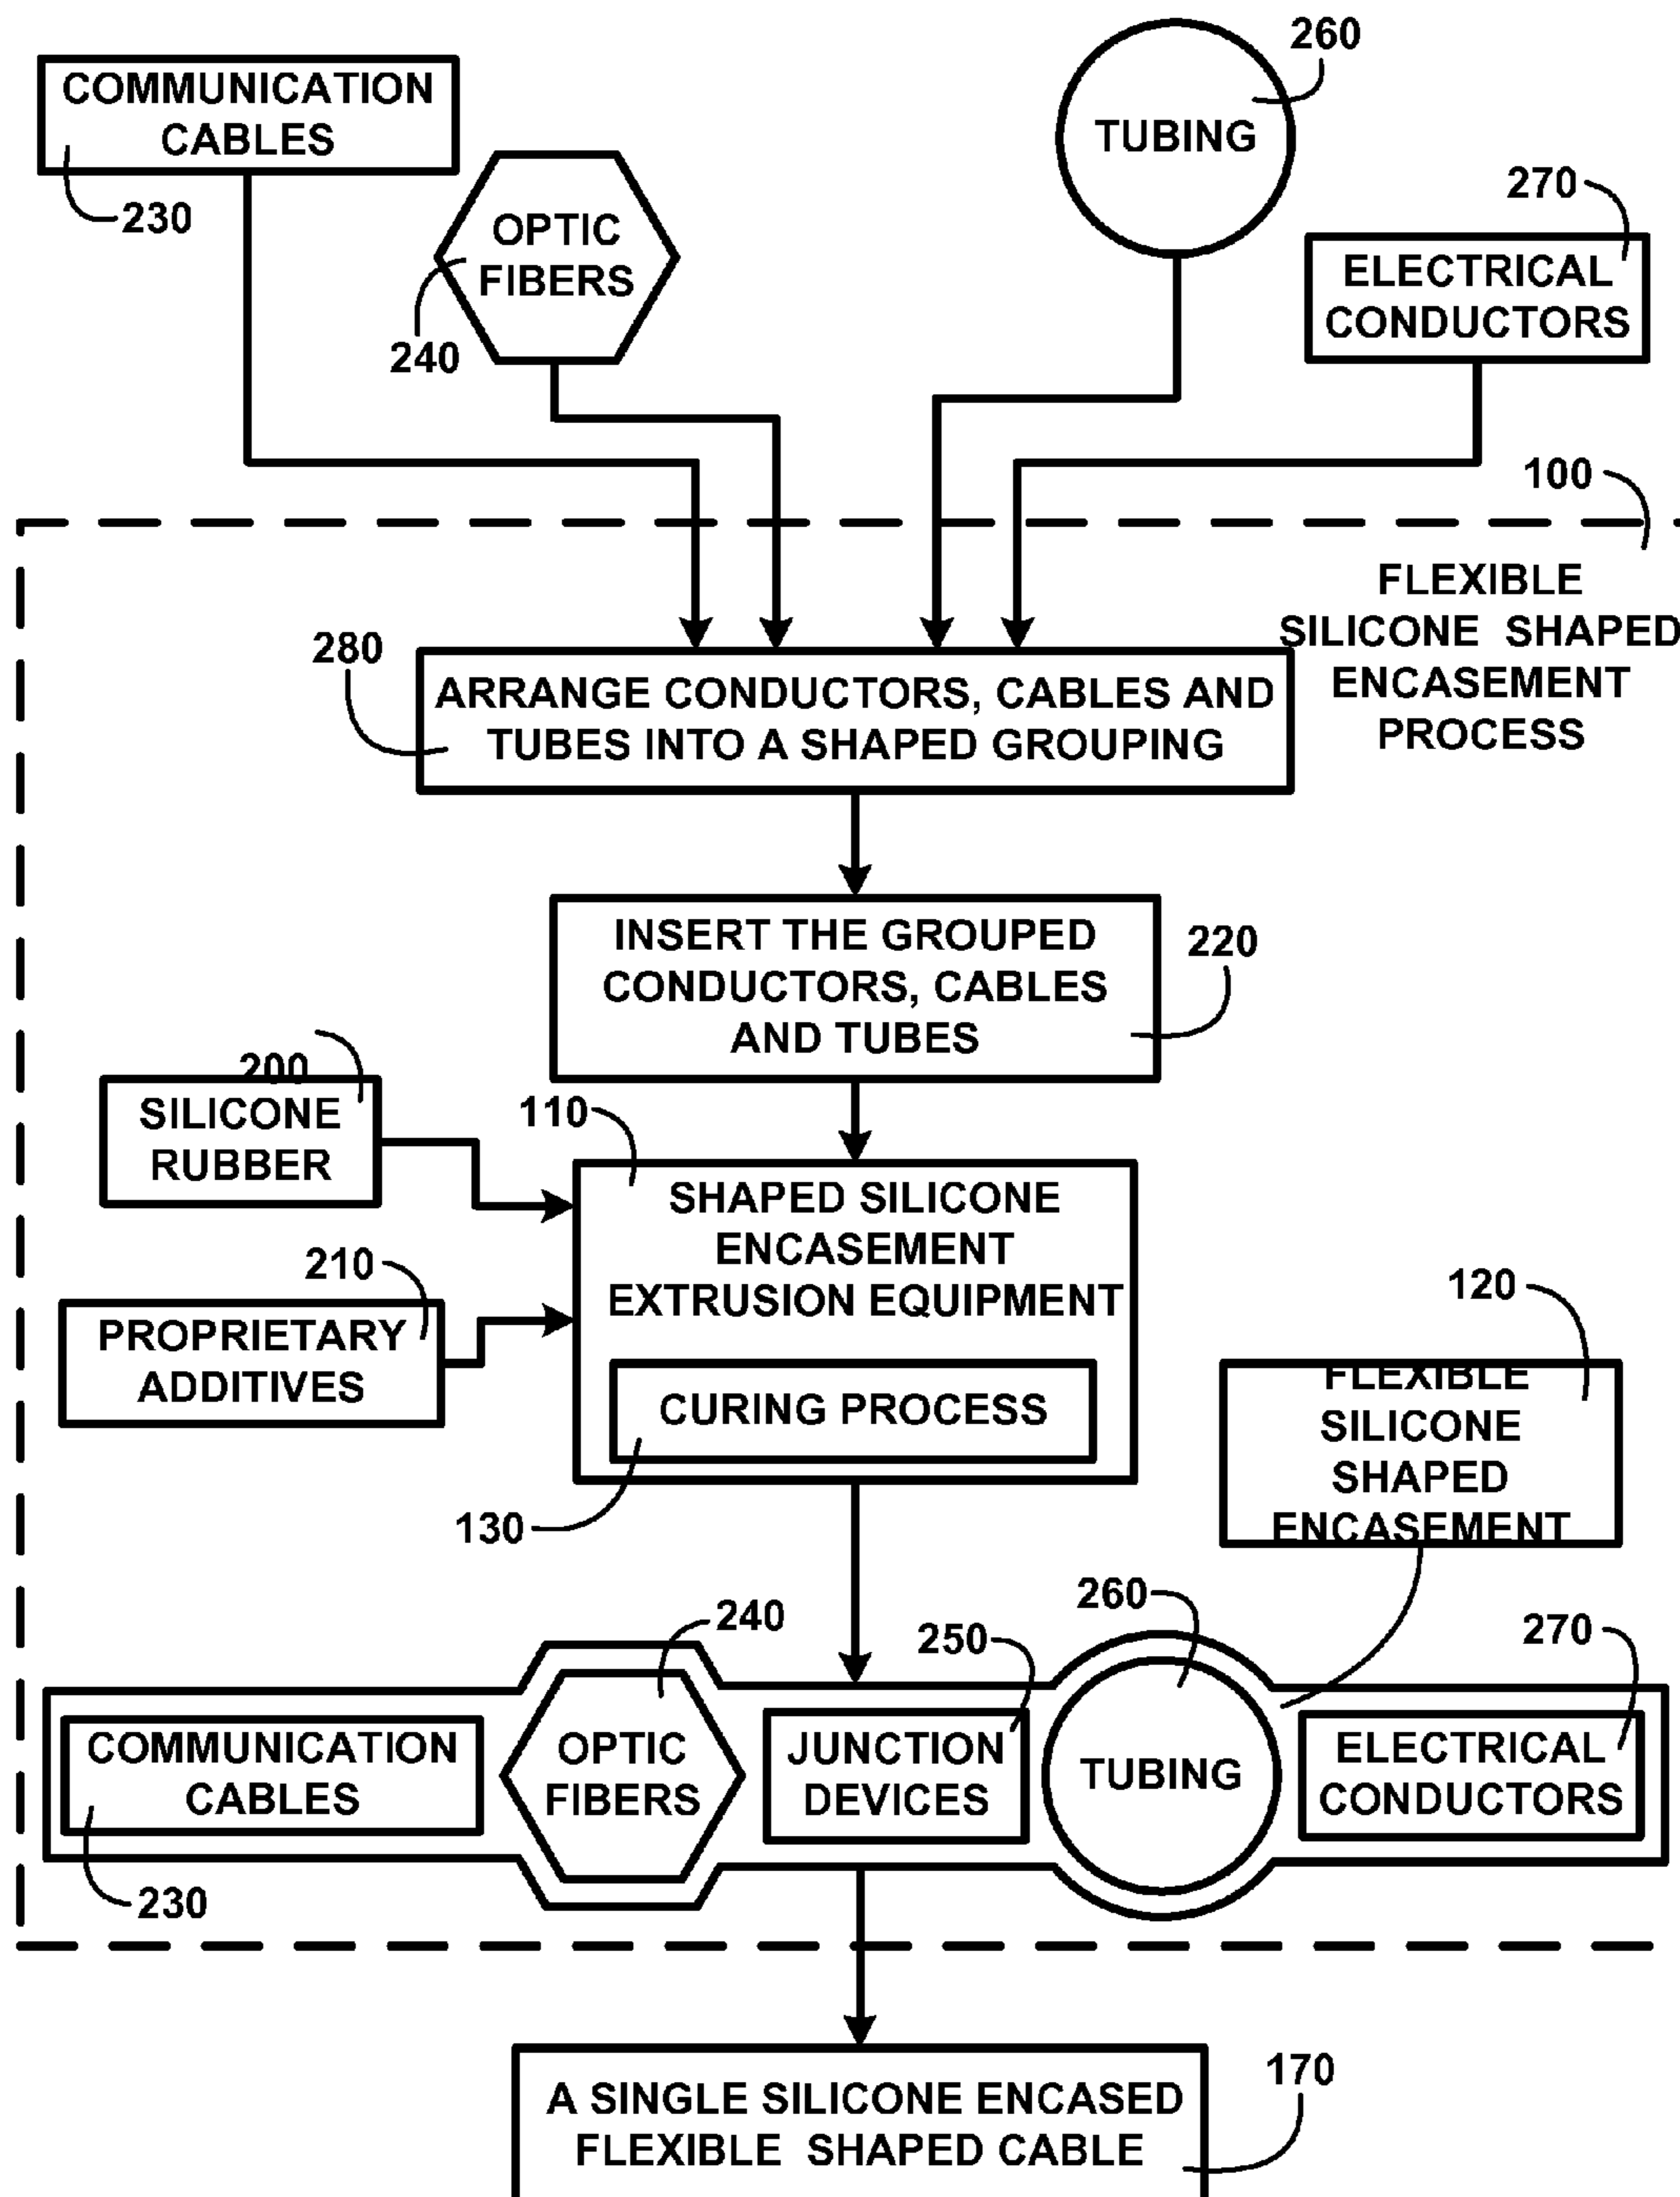 COMMUNICATION
CABLES
230
OPTIC
FIBERS
240
TUBING
260
ELECTRICAL
CONDUCTORS
270
100
FLEXIBLE
SILICONE SHAPED
ENCASEMENT
PROCESS
280
ARRANGE CONDUCTORS, CABLES AND
TUBES INTO A SHAPED GROUPING
INSERT THE GROUPED
CONDUCTORS, CABLES
AND TUBES
220
200
SILICONE
RUBBER
110
SHAPED SILICONE
ENCASEMENT
EXTRUSION EQUIPMENT
210
PROPRIETARY
ADDITIVES
CURING PROCESS
130
120
FLEXIBLE
SILICONE
SHAPED
ENCASEMENT
240
250
260
270
COMMUNICATION
CABLES
OPTIC
FIBERS
JUNCTION
DEVICES
TUBING
ELECTRICAL
CONDUCTORS
230
A SINGLE SILICONE ENCASED
FLEXIBLE SHAPED CABLE
170